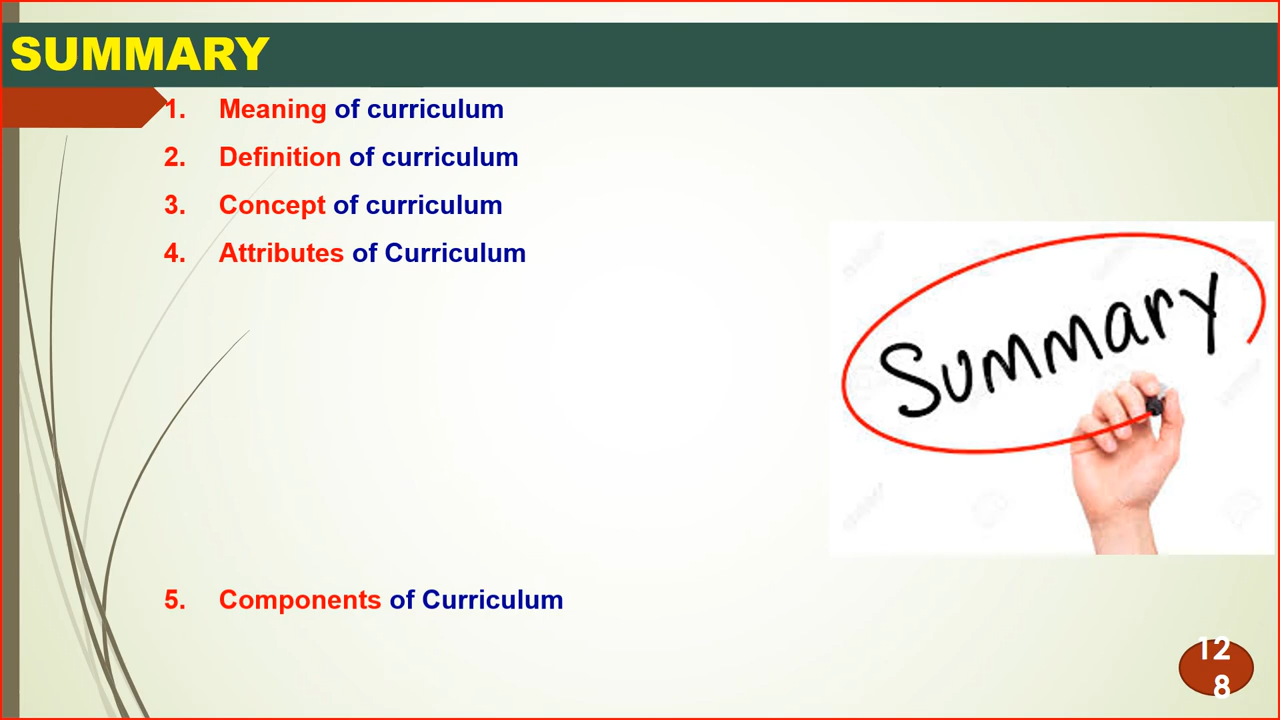 SUMMARY
1. Meaning of curriculum
2. Definition of curriculum
3. Concept of curriculum
4. Attributes of Curriculum
Summary
5. Components of Curriculum
12
8